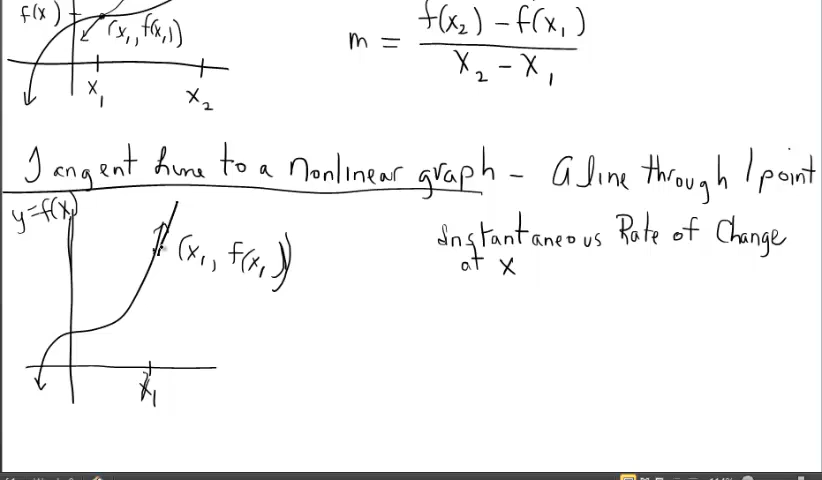 f(x)
(x₁, f(x₁))
m = f(x₂) - f(x₁)
x₂ - x₁
x₁
x₂
Tangent Line to a Nonlinear graph - A line through 1 point
y=f(x)
(x₁, f(x₁))
Instantaneous Rate of Change
at x
x₁